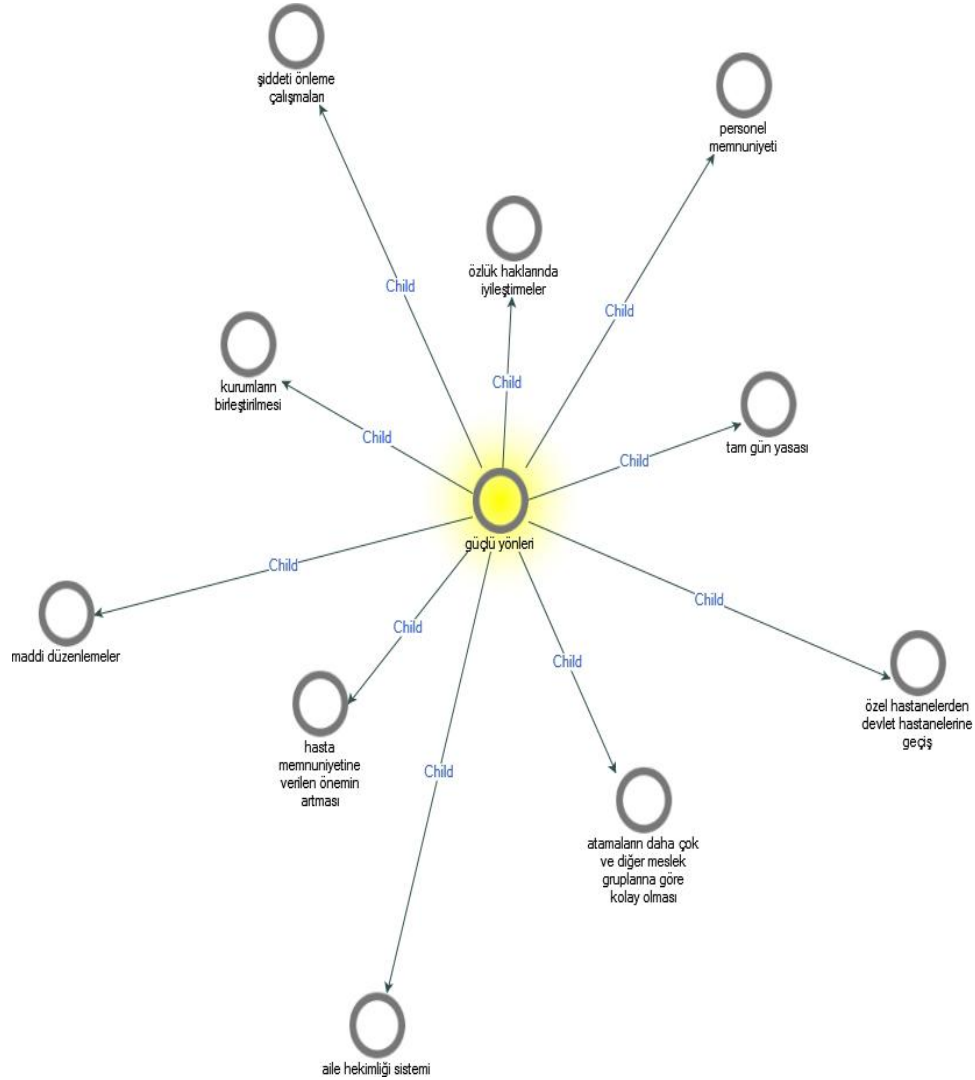 şiddeti önleme
çalışmaları
personel
memnuniyeti
özlük haklarında
iyileştirmeler
Child
Child
Child
kurumların
birleştirilmesi
Child
Child
tam gün yasası
güçlü yönleri
Child
Child
Child
maddi düzenlemeler
Child
özel hastanelerden
devlet hastanelerine
geçiş
hasta
memnuniyetine
verilen önemin
artması
Child
Child
atamaların daha çok
ve diğer meslek
gruplarına göre
kolay olması
aile hekimliği sistemi